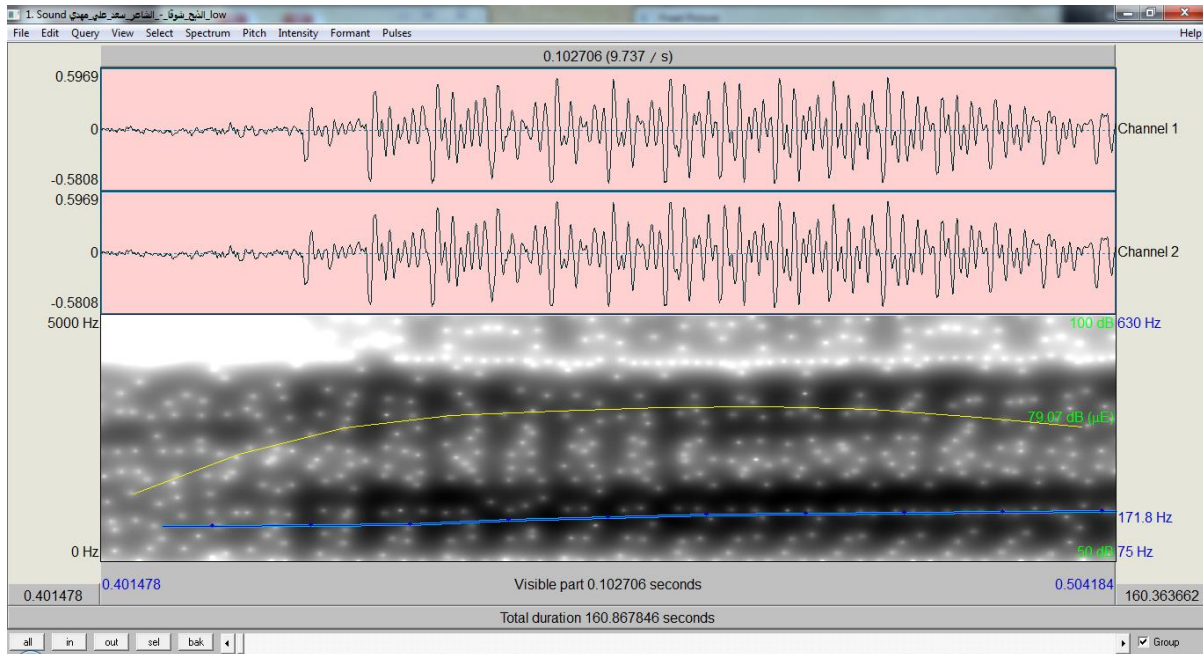 1. Sound الذبح_شوقا_-_الشاعر_سعد_علي_مهدي_low
File Edit Query View Select Spectrum Pitch Intensity Formant Pulses Help
0.102706 (9.737 / s)
0.5969
0
-0.5808
Channel 1
0.5969
0
-0.5808
Channel 2
5000 Hz
100 dB 630 Hz
79.07 dB (µE)
171.8 Hz
0 Hz
50 dB 75 Hz
0.401478 0.401478 Visible part 0.102706 seconds 0.504184 160.363662
Total duration 160.867846 seconds
all in out sel bak Group